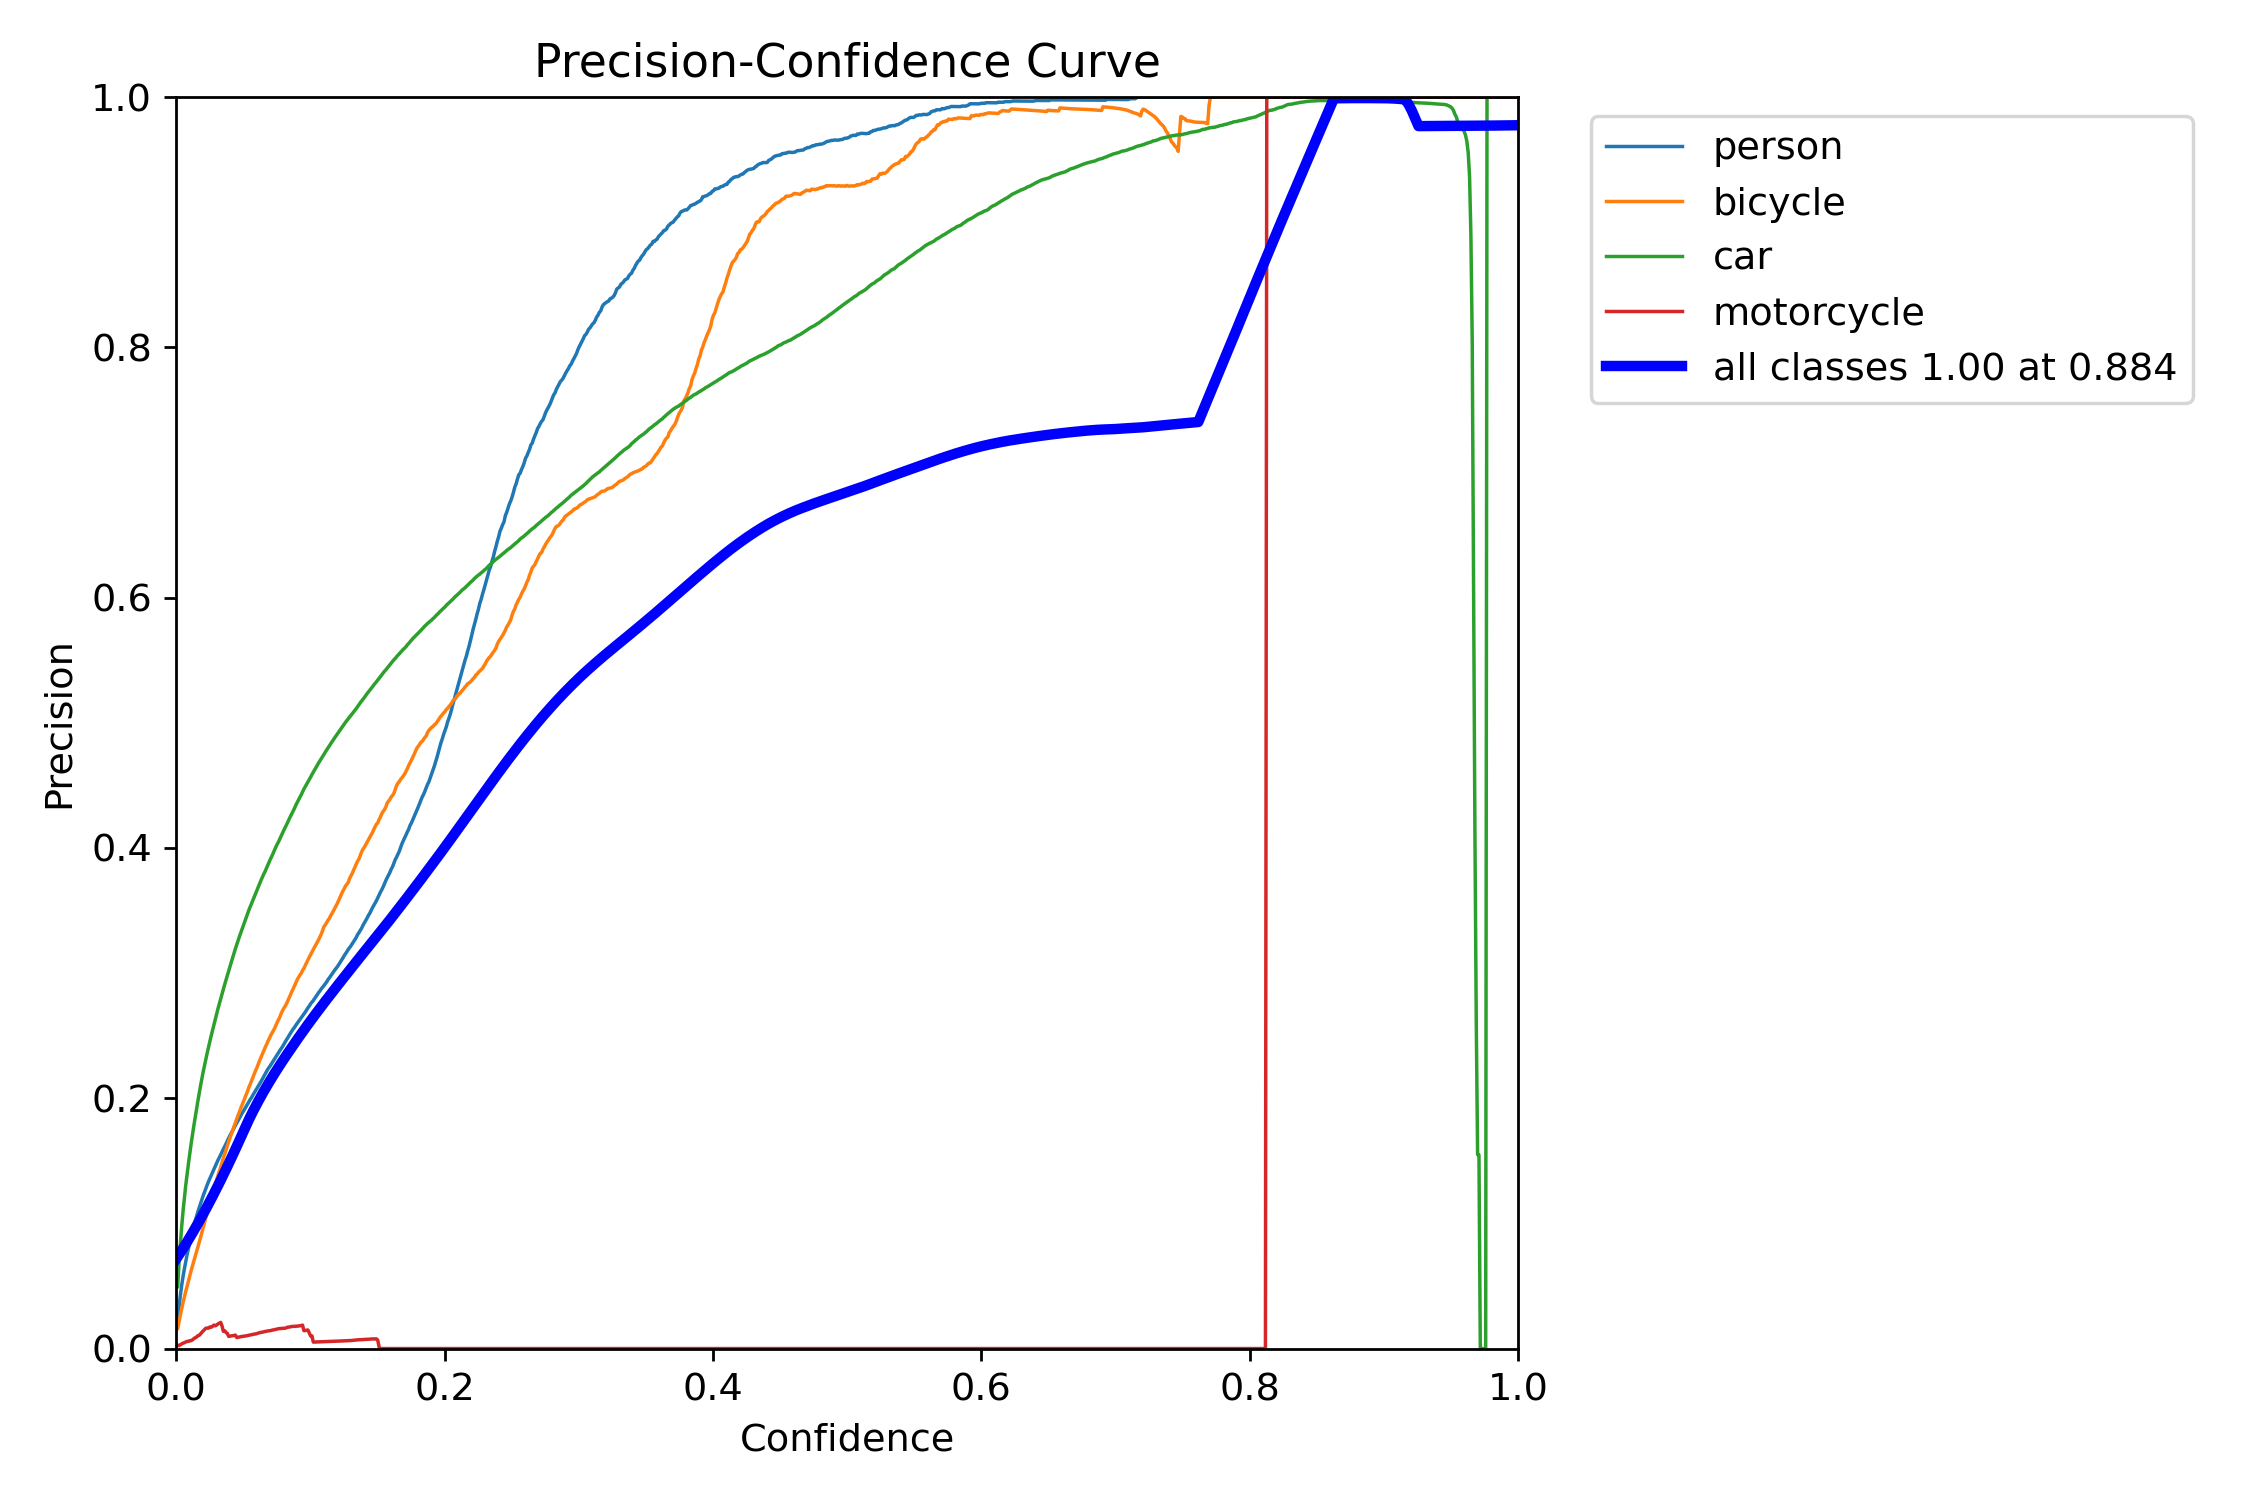 Precision-Confidence Curve
1.0
0.8
0.6
0.4
0.2
0.0
Precision
0.0 0.2 0.4 0.6 0.8 1.0
Confidence
person
bicycle
car
motorcycle
all classes 1.00 at 0.884